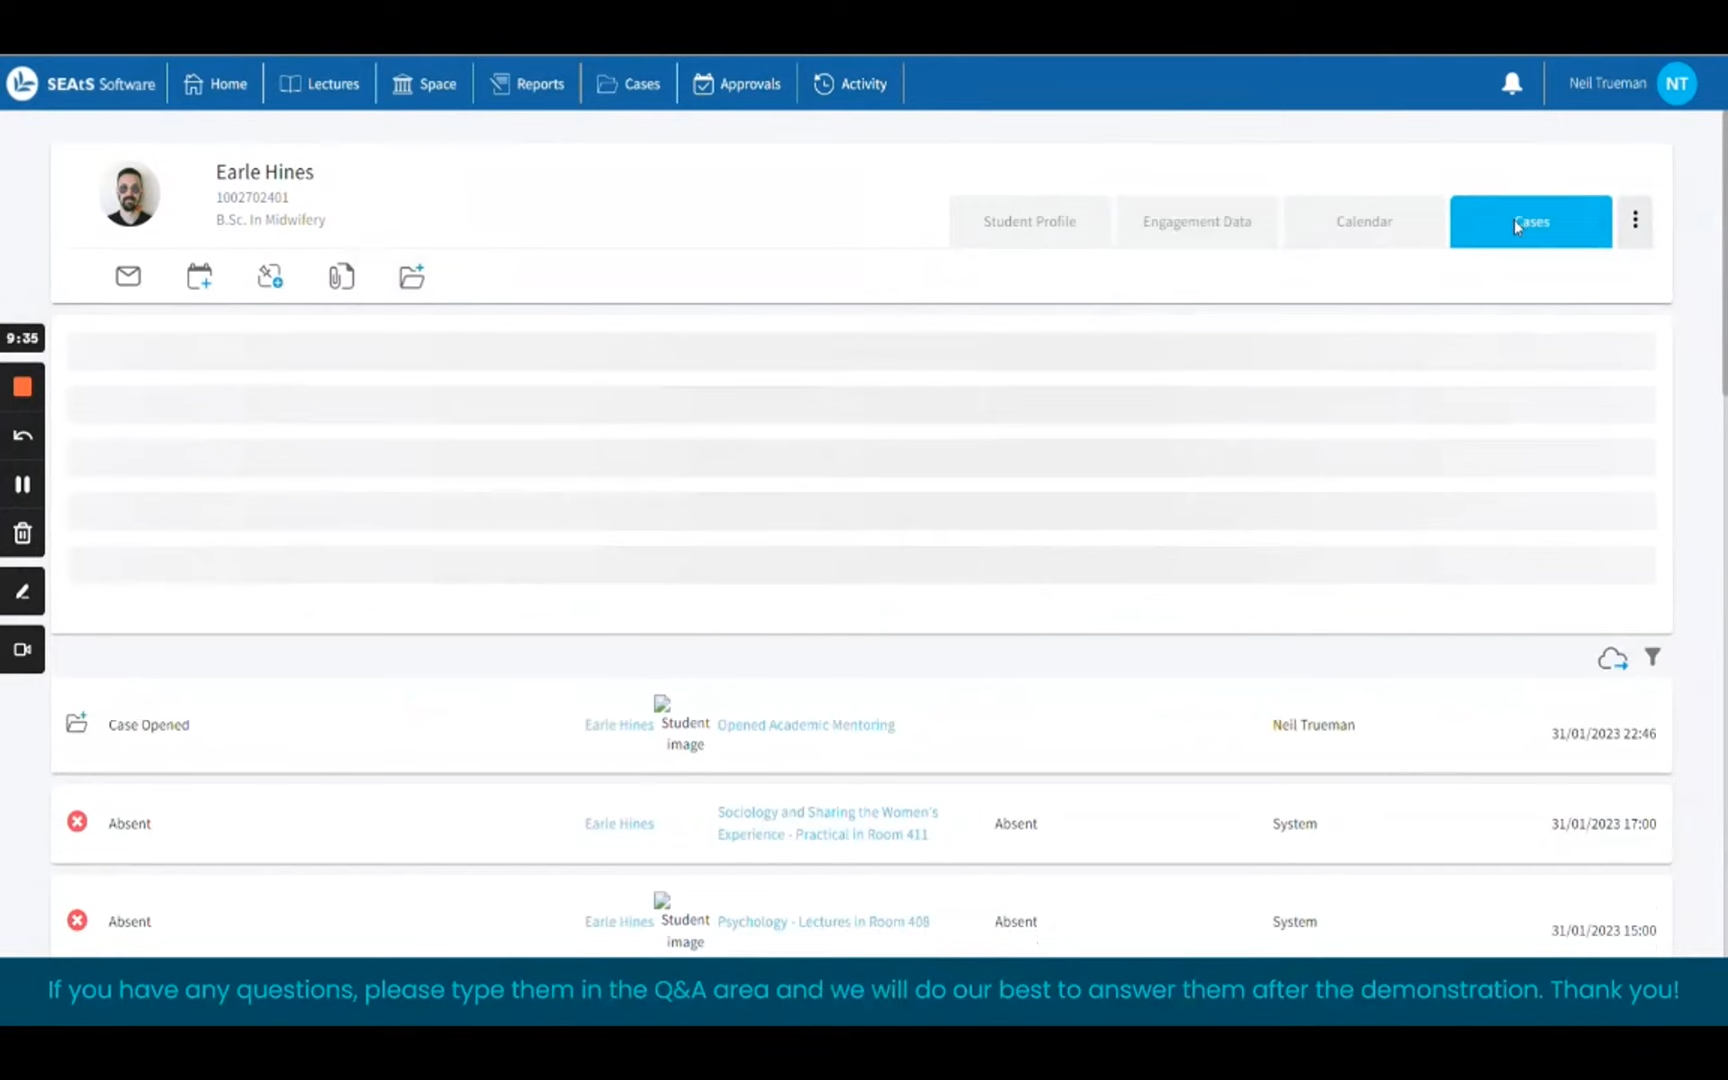 SEAtS Software
Home
Lectures
Space
Reports
Cases
Approvals
Activity
Neil Trueman
NT
Earle Hines
1002702401
B.Sc. In Midwifery
Student Profile
Engagement Data
Calendar
Cases
9:35
Case Opened
Earle Hines
Student
image
Opened Academic Mentoring
Neil Trueman
31/01/2023 22:46
Absent
Earle Hines
Sociology and Sharing the Women's
Experience - Practical in Room 411
Absent
System
31/01/2023 17:00
Absent
Earle Hines
Student
image
Psychology - Lectures in Room 408
Absent
System
31/01/2023 15:00
If you have any questions, please type them in the Q&A area and we will do our best to answer them after the demonstration. Thank you!